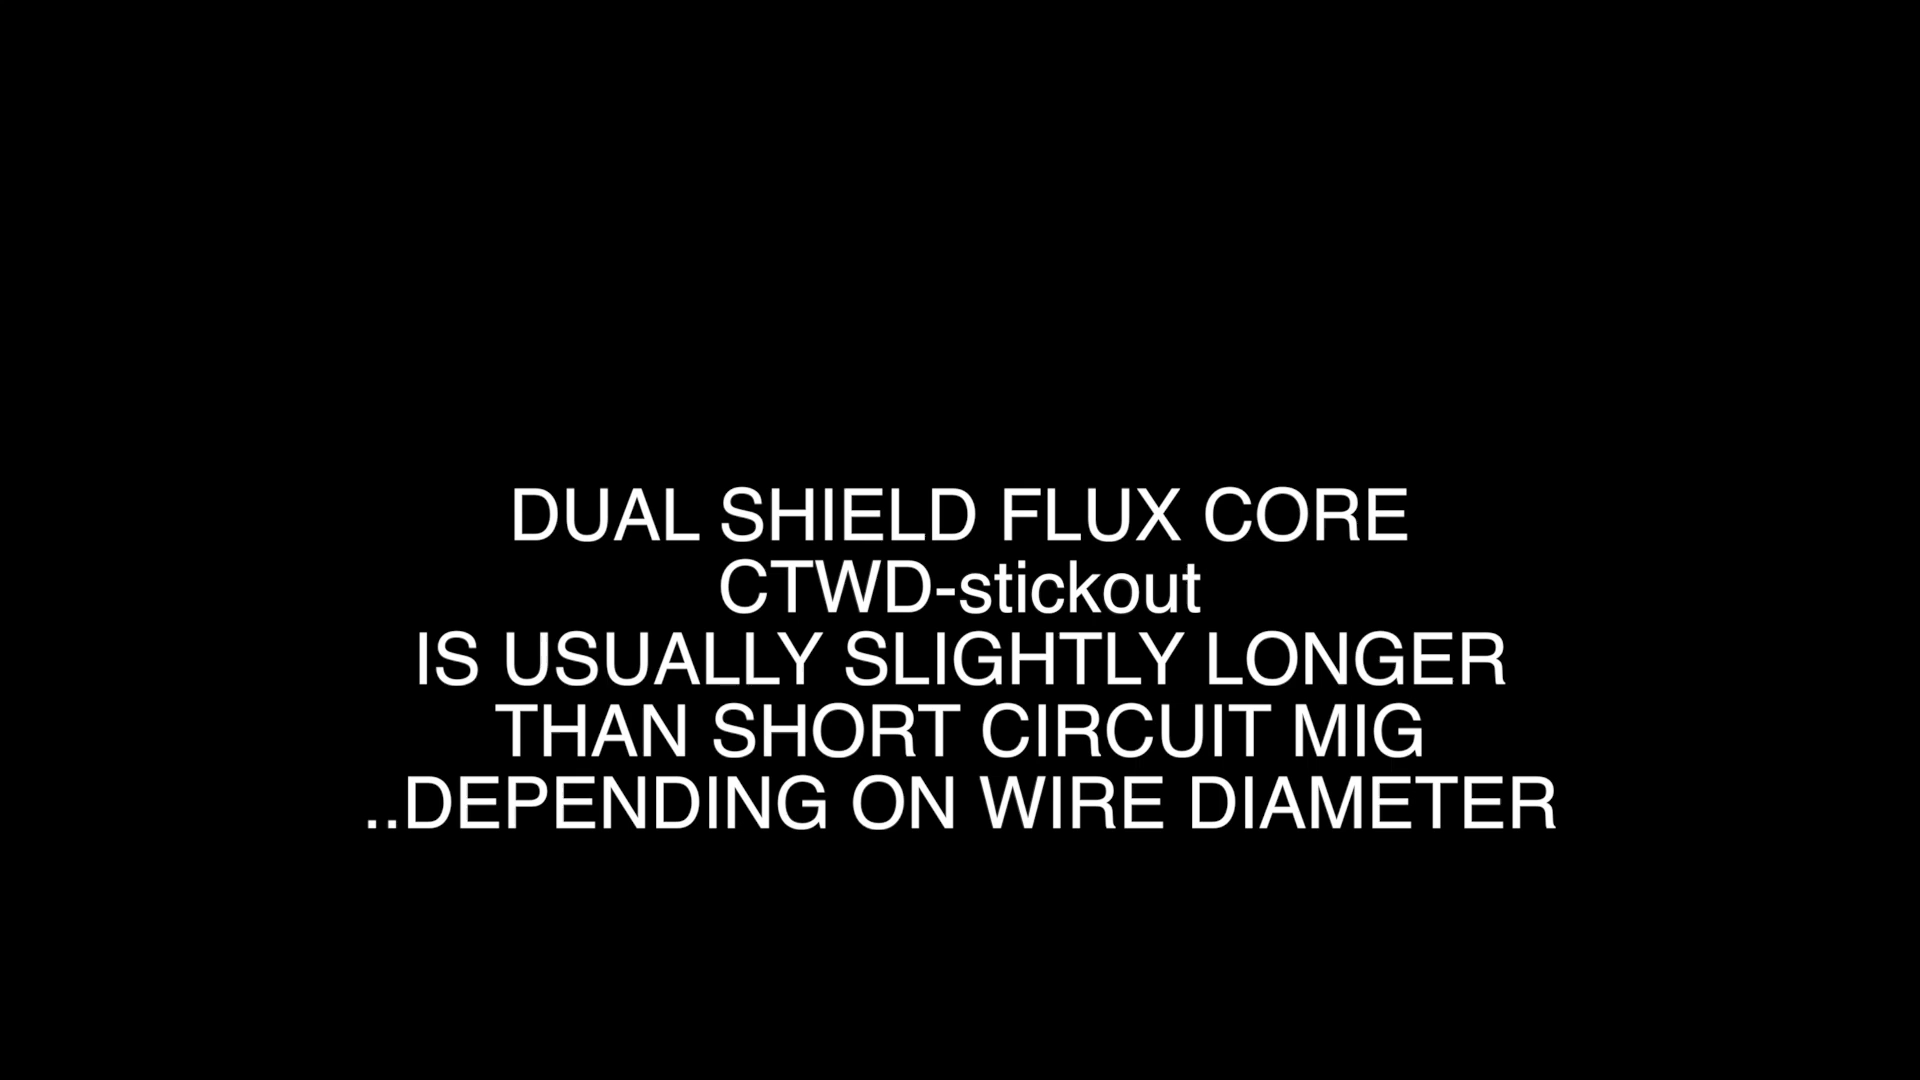 DUAL SHIELD FLUX CORE
CTWD-stickout
IS USUALLY SLIGHTLY LONGER
THAN SHORT CIRCUIT MIG
..DEPENDING ON WIRE DIAMETER